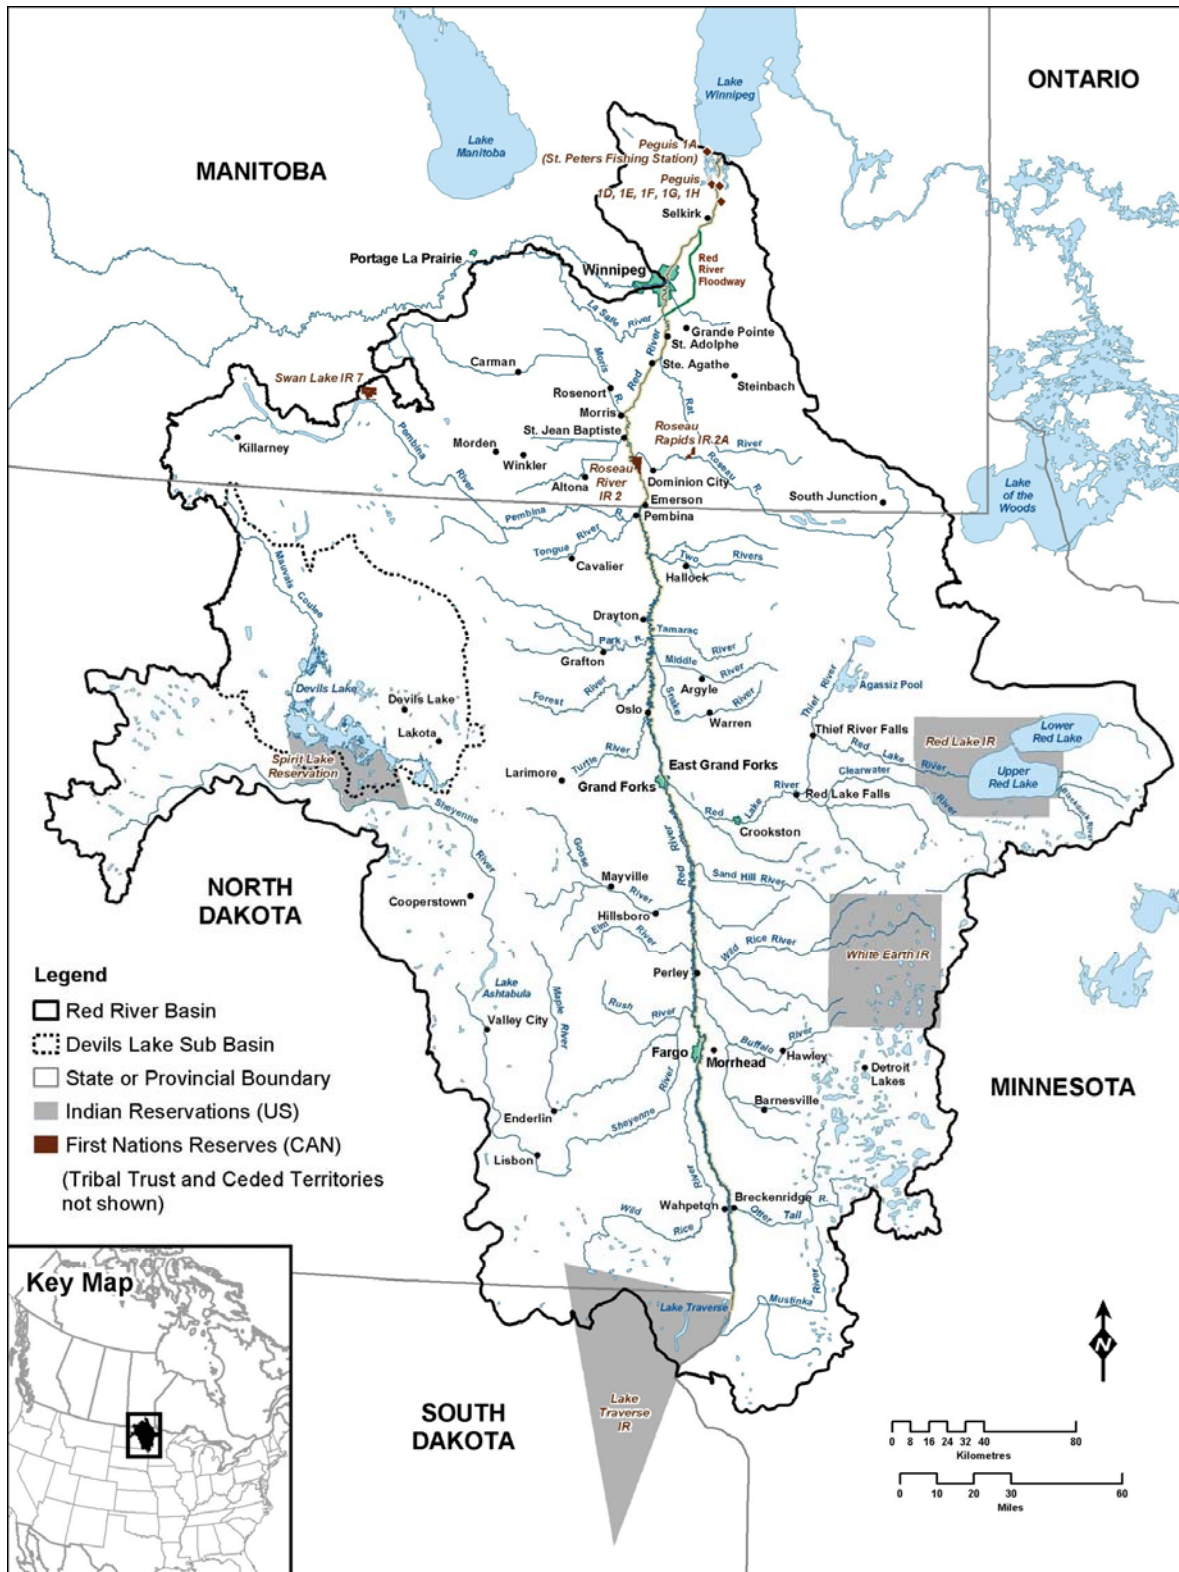 ONTARIO
Lake
Winnipeg
Lake
Manitoba
MANITOBA
Peguis 1A
(St. Peters Fishing Station)
Peguis
1D, 1E, 1F, 1G, 1H
Selkirk
Portage La Prairie
Winnipeg
Red
River
Floodway
La Salle River
Grande Pointe
St. Adolphe
Red River
Carman
Morris R.
Ste. Agathe
Steinbach
Swan Lake IR 7
Rosenort
Rat River
Morris
St. Jean Baptiste
Roseau
Rapids IR 2A
Killarney
Pembina River
Morden
Winkler
Roseau R.
Roseau
River
IR 2
Altona
Dominion City
South Junction
Lake
of the
Woods
Emerson
Pembina
Pembina R.
Tongue River
Cavalier
Two Rivers
Hallock
Mauvais Coulee
Drayton
Park R.
Tamarac River
Grafton
Middle River
Argyle
Agassiz Pool
Thief River
Forest River
Snake River
Oslo
Warren
Devils Lake
Devils Lake
Lakota
Thief River Falls
Red Lake IR
Lower
Red Lake
Upper
Red Lake
Red Lake River
Clearwater River
Blackduck River
Spirit Lake
Reservation
Turtle River
Larimore
East Grand Forks
Grand Forks
Red Lake Falls
Red Lake River
Crookston
Sheyenne River
Goose River
Red River
Sand Hill River
NORTH
DAKOTA
Mayville
Cooperstown
Hillsboro
Elm River
Wild Rice River
White Earth IR
Perley
Lake
Ashtabula
Maple River
Rush River
Valley City
Buffalo River
Fargo
Morrhead
Hawley
Detroit
Lakes
MINNESOTA
Barnesville
Enderlin
Sheyenne River
Lisbon
Wild Rice River
Wahpeton
Breckenridge
Otter Tail R.
Mustinka River
Lake Traverse
Lake
Traverse
IR
SOUTH
DAKOTA
Legend
Red River Basin
Devils Lake Sub Basin
State or Provincial Boundary
Indian Reservations (US)
First Nations Reserves (CAN)
(Tribal Trust and Ceded Territories
not shown)
Key Map
N
0 8 16 24 32 40 80
Kilometres
0 10 20 30 60
Miles